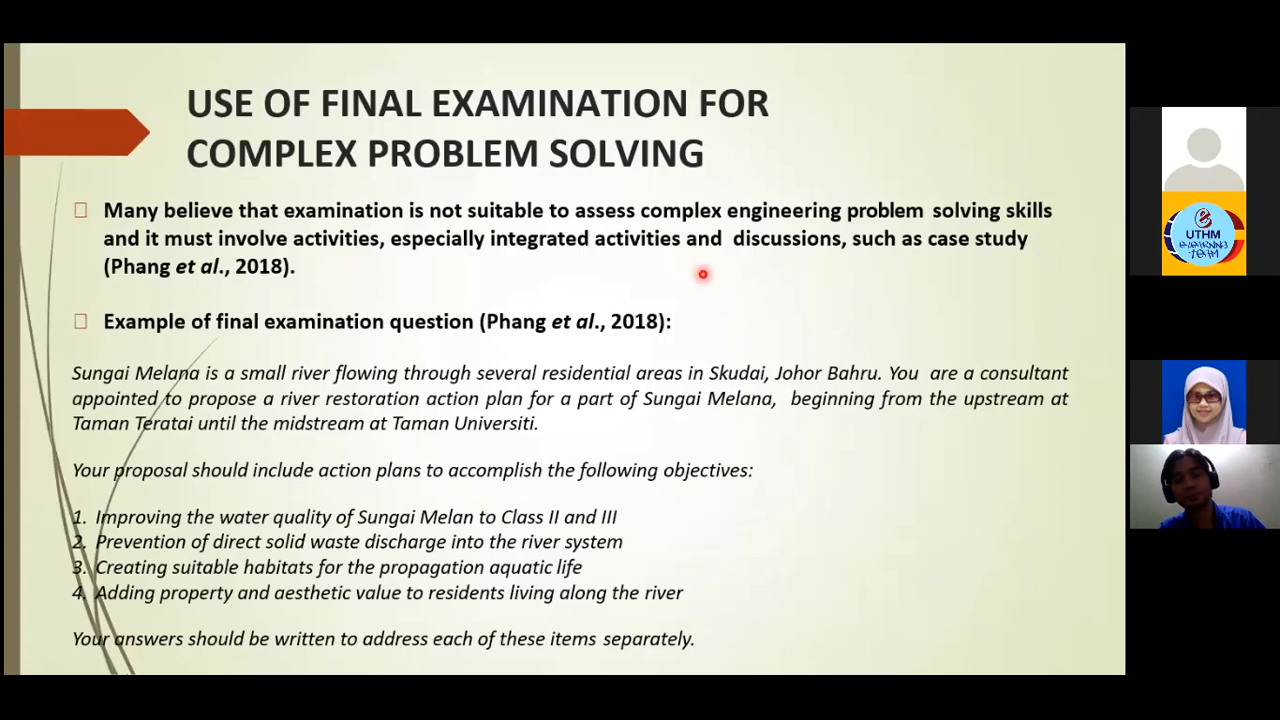 USE OF FINAL EXAMINATION FOR
COMPLEX PROBLEM SOLVING
Many believe that examination is not suitable to assess complex engineering problem solving skills
and it must involve activities, especially integrated activities and discussions, such as case study
(Phang et al., 2018).
Example of final examination question (Phang et al., 2018):
Sungai Melana is a small river flowing through several residential areas in Skudai, Johor Bahru. You are a consultant
appointed to propose a river restoration action plan for a part of Sungai Melana, beginning from the upstream at
Taman Teratai until the midstream at Taman Universiti.
Your proposal should include action plans to accomplish the following objectives:
1. Improving the water quality of Sungai Melan to Class II and III
2. Prevention of direct solid waste discharge into the river system
3. Creating suitable habitats for the propagation aquatic life
4. Adding property and aesthetic value to residents living along the river
Your answers should be written to address each of these items separately.
e
UTHM
eLearning
team